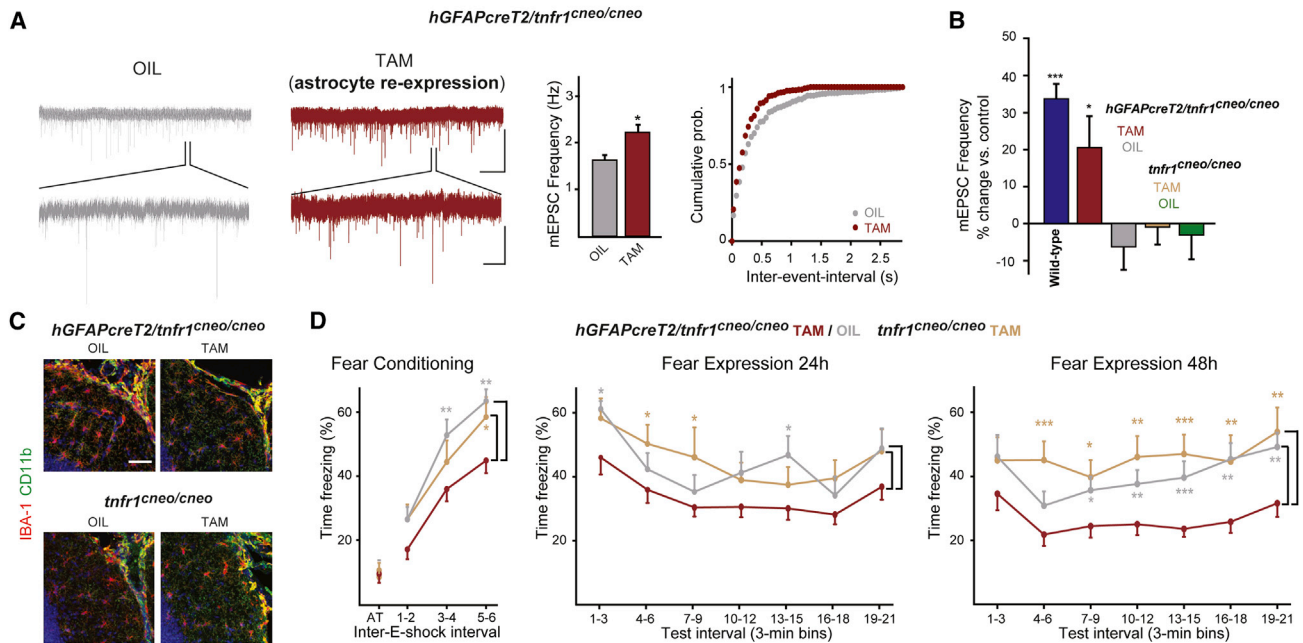 A
hGFAPcreT2/tnfr1cneo/cneo
OIL
TAM
(astrocyte re-expression)
mEPSC Frequency (Hz)
3
2
1
*
OIL
TAM
Cumulative prob.
1
0.5
0
OIL
TAM
0
0.5
1
1.5
2
2.5
Inter-event-interval (s)
B
mEPSC Frequency
% change vs. control
50
40
30
20
10
0
-10
***
*
Wild-type
hGFAPcreT2/tnfr1cneo/cneo
TAM
OIL
tnfr1cneo/cneo
TAM
OIL
C
hGFAPcreT2/tnfr1cneo/cneo
OIL
TAM
tnfr1cneo/cneo
OIL
TAM
IBA-1 CD11b
D
hGFAPcreT2/tnfr1cneo/cneo TAM / OIL tnfr1cneo/cneo TAM
Fear Conditioning
Time freezing (%)
60
40
20
**
**
*
AT 1-2 3-4 5-6
Inter-E-shock interval
Fear Expression 24h
Time freezing (%)
60
40
20
*
*
*
*
1-3 4-6 7-9 10-12 13-15 16-18 19-21
Test interval (3-min bins)
Fear Expression 48h
Time freezing (%)
60
40
20
***
*
**
***
**
**
*
**
***
**
**
1-3 4-6 7-9 10-12 13-15 16-18 19-21
Test interval (3-min bins)